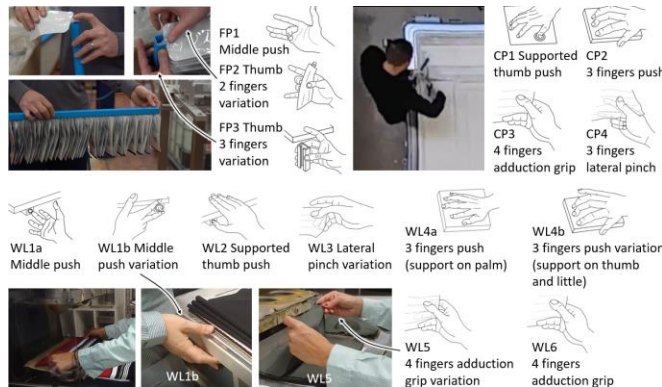 FP1
Middle push
FP2 Thumb
2 fingers
variation
FP3 Thumb
3 fingers
variation
CP1 Supported
thumb push
CP2
3 fingers push
CP3
4 fingers
adduction grip
CP4
3 fingers
lateral pinch
WL1a
Middle push
WL1b Middle
push variation
WL2 Supported
thumb push
WL3 Lateral
pinch variation
WL4a
3 fingers push
(support on palm)
WL4b
3 fingers push variation
(support on thumb
and little)
WL1b
WL5
WL5
4 fingers adduction
grip variation
WL6
4 fingers
adduction grip